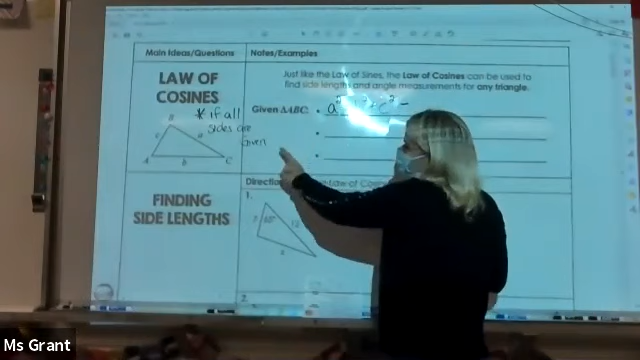 Main Ideas/Questions
Notes/Examples
LAW OF
COSINES
* if all
sides are
given
B
c
a
A
b
C
Just like the Law of Sines, the Law of Cosines can be used to
find side lengths and angle measurements for any triangle.
Given ΔABC:
FINDING
SIDE LENGTHS
1.
2.
Ms Grant